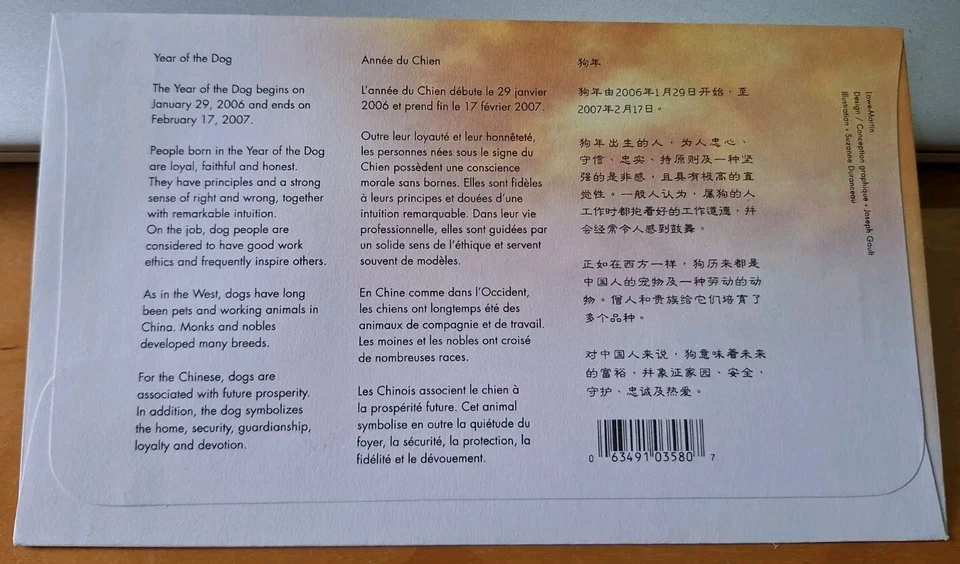 Year of the Dog
The Year of the Dog begins on
January 29, 2006 and ends on
February 17, 2007.
People born in the Year of the Dog
are loyal, faithful and honest.
They have principles and a strong
sense of right and wrong, together
with remarkable intuition.
On the job, dog people are
considered to have good work
ethics and frequently inspire others.
As in the West, dogs have long
been pets and working animals in
China. Monks and nobles
developed many breeds.
For the Chinese, dogs are
associated with future prosperity.
In addition, the dog symbolizes
the home, security, guardianship,
loyalty and devotion.
Année du Chien
L'année du Chien débute le 29 janvier
2006 et prend fin le 17 février 2007.
Outre leur loyauté et leur honnêteté,
les personnes nées sous le signe du
Chien possèdent une conscience
morale sans bornes. Elles sont fidèles
à leurs principes et douées d'une
intuition remarquable. Dans leur vie
professionnelle, elles sont guidées par
un solide sens de l'éthique et servent
souvent de modèles.
En Chine comme dans l'Occident,
les chiens ont longtemps été des
animaux de compagnie et de travail.
Les moines et les nobles ont croisé
de nombreuses races.
Les Chinois associent le chien à
la prospérité future. Cet animal
symbolise en outre la quiétude du
foyer, la sécurité, la protection, la
fidélité et le dévouement.
狗年
狗年由2006年1月29日开始，至
2007年2月17日。
狗年出生的人，为人忠心、
守信、忠实、持原则及一种坚
强的是非感，且具有极高的直
觉性。一般人认为，属狗的人
工作时都抱着好的工作道德，并
会经常令人感到鼓舞。
正如在西方一样，狗历来都是
中国人的宠物及一种劳动的动
物。僧人和贵族给它们培育了
多个品种。
对中国人来说，狗意味着未来
的富裕，并象征家园、安全、
守护、忠诚及热爱。
0 63491 03580 7
Lowe-Martin
Design / Conception graphique • Joseph Gault
Illustration • Suzanne Duranceau